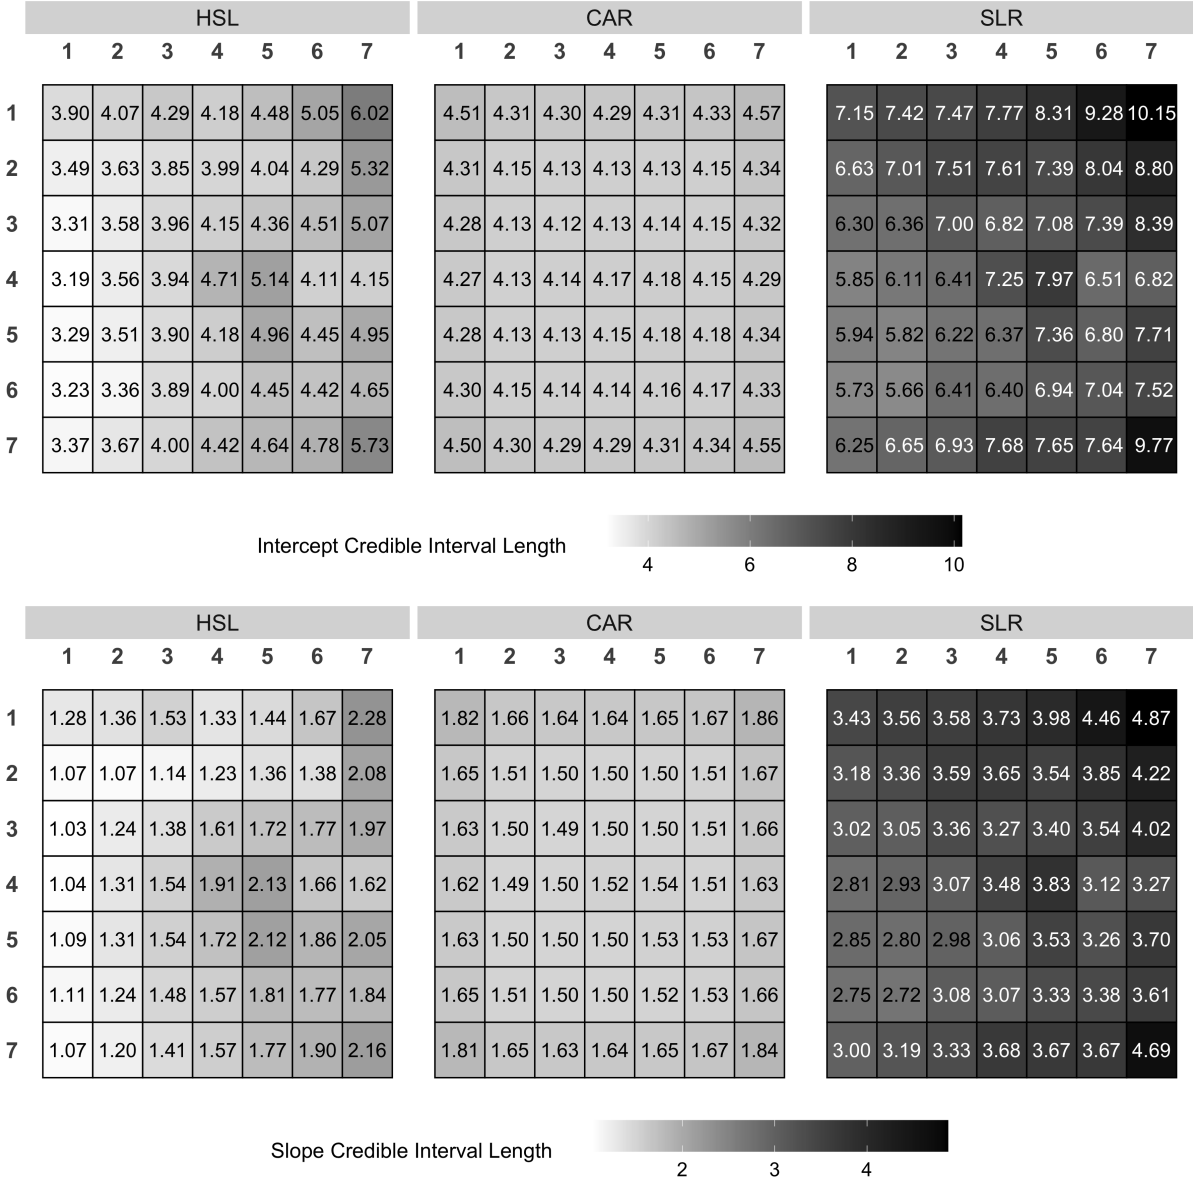 HSL CAR SLR
1 2 3 4 5 6 7 1 2 3 4 5 6 7 1 2 3 4 5 6 7
1 3.90 4.07 4.29 4.18 4.48 5.05 6.02 4.51 4.31 4.30 4.29 4.31 4.33 4.57 7.15 7.42 7.47 7.77 8.31 9.28 10.15
2 3.49 3.63 3.85 3.99 4.04 4.29 5.32 4.31 4.15 4.13 4.13 4.13 4.15 4.34 6.63 7.01 7.51 7.61 7.39 8.04 8.80
3 3.31 3.58 3.96 4.15 4.36 4.51 5.07 4.28 4.13 4.12 4.13 4.14 4.15 4.32 6.30 6.36 7.00 6.82 7.08 7.39 8.39
4 3.19 3.56 3.94 4.71 5.14 4.11 4.15 4.27 4.13 4.14 4.17 4.18 4.15 4.29 5.85 6.11 6.41 7.25 7.97 6.51 6.82
5 3.29 3.51 3.90 4.18 4.96 4.45 4.95 4.28 4.13 4.13 4.15 4.18 4.18 4.34 5.94 5.82 6.22 6.37 7.36 6.80 7.71
6 3.23 3.36 3.89 4.00 4.45 4.42 4.65 4.30 4.15 4.14 4.14 4.16 4.17 4.33 5.73 5.66 6.41 6.40 6.94 7.04 7.52
7 3.37 3.67 4.00 4.42 4.64 4.78 5.73 4.50 4.30 4.29 4.29 4.31 4.34 4.55 6.25 6.65 6.93 7.68 7.65 7.64 9.77
Intercept Credible Interval Length
4 6 8 10
HSL CAR SLR
1 2 3 4 5 6 7 1 2 3 4 5 6 7 1 2 3 4 5 6 7
1 1.28 1.36 1.53 1.33 1.44 1.67 2.28 1.82 1.66 1.64 1.64 1.65 1.67 1.86 3.43 3.56 3.58 3.73 3.98 4.46 4.87
2 1.07 1.07 1.14 1.23 1.36 1.38 2.08 1.65 1.51 1.50 1.50 1.50 1.51 1.67 3.18 3.36 3.59 3.65 3.54 3.85 4.22
3 1.03 1.24 1.38 1.61 1.72 1.77 1.97 1.63 1.50 1.49 1.50 1.50 1.51 1.66 3.02 3.05 3.36 3.27 3.40 3.54 4.02
4 1.04 1.31 1.54 1.91 2.13 1.66 1.62 1.62 1.49 1.50 1.52 1.54 1.51 1.63 2.81 2.93 3.07 3.48 3.83 3.12 3.27
5 1.09 1.31 1.54 1.72 2.12 1.86 2.05 1.63 1.50 1.50 1.50 1.53 1.53 1.67 2.85 2.80 2.98 3.06 3.53 3.26 3.70
6 1.11 1.24 1.48 1.57 1.81 1.77 1.84 1.65 1.51 1.50 1.50 1.52 1.53 1.66 2.75 2.72 3.08 3.07 3.33 3.38 3.61
7 1.07 1.20 1.41 1.57 1.77 1.90 2.16 1.81 1.65 1.63 1.64 1.65 1.67 1.84 3.00 3.19 3.33 3.68 3.67 3.67 4.69
Slope Credible Interval Length
2 3 4